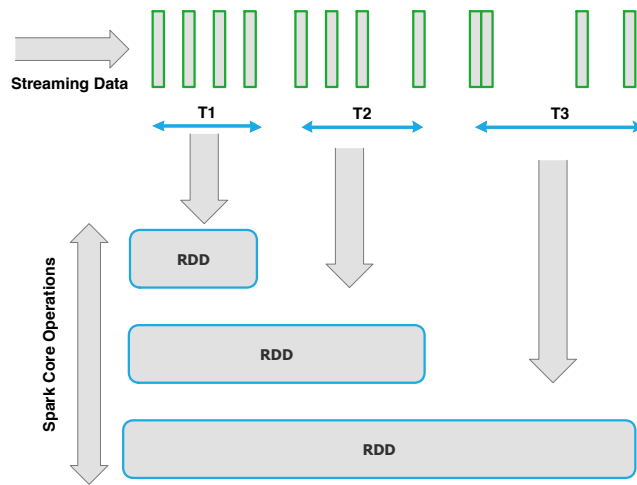 Streaming Data
T1
T2
T3
Spark Core Operations
RDD
RDD
RDD